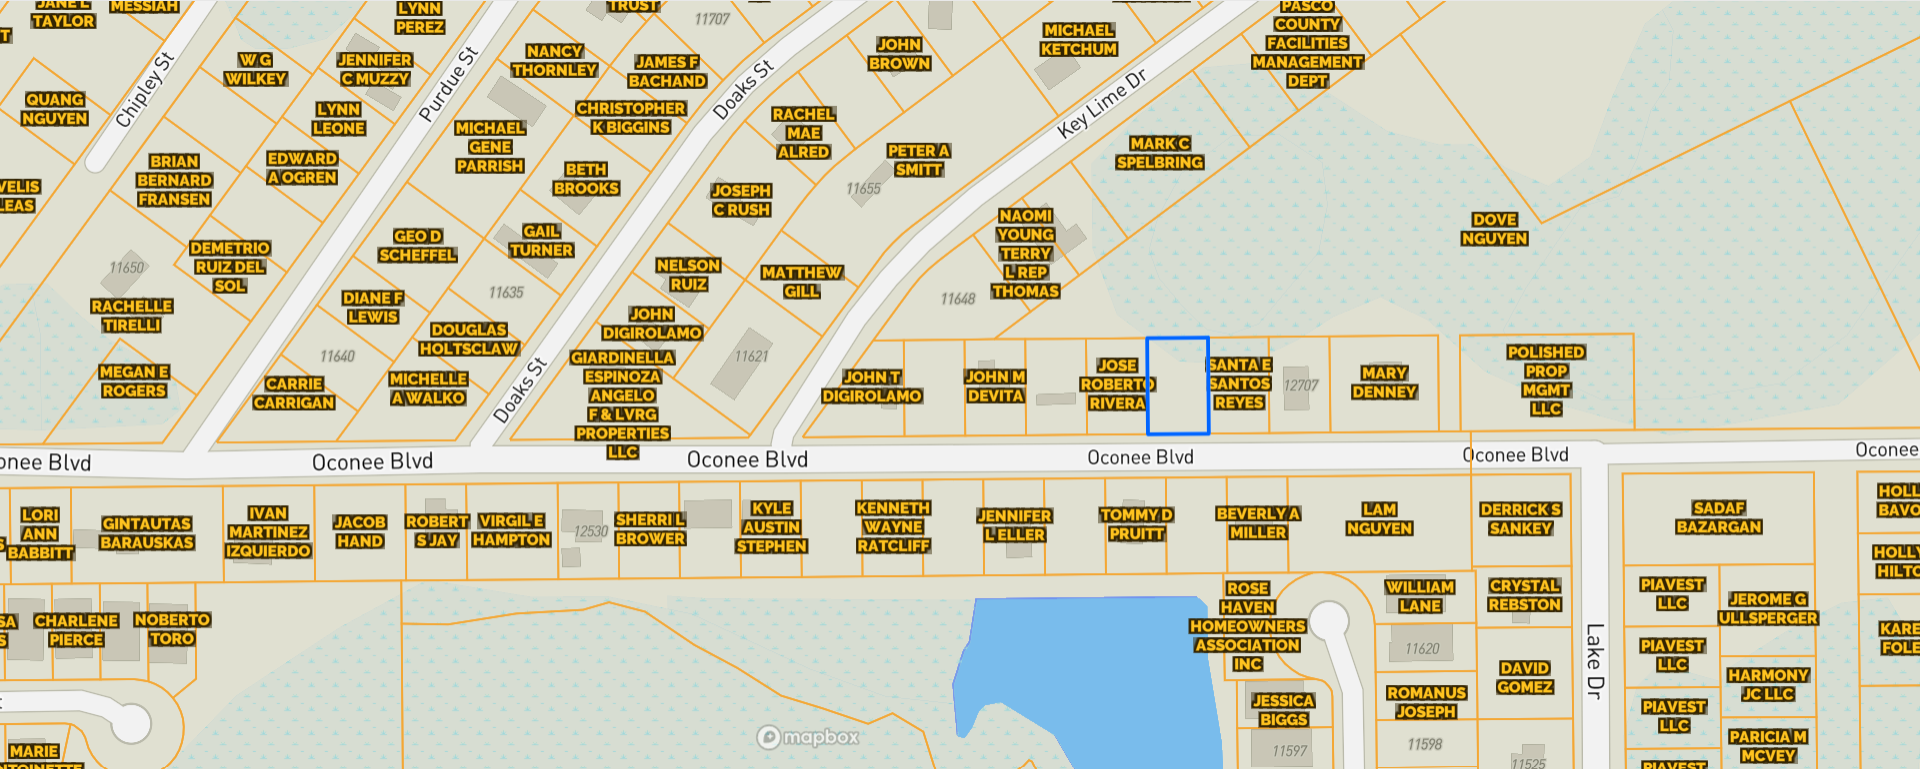 JANE L
TAYLOR
MESSIAH
LYNN
PEREZ
TRUST
11707
PASCO
COUNTY
FACILITIES
MANAGEMENT
DEPT
MICHAEL
KETCHUM
JOHN
BROWN
W G
WILKEY
JENNIFER
C MUZZY
NANCY
THORNLEY
JAMES F
BACHAND
Chipley St
Purdue St
Doaks St
Key Lime Dr
QUANG
NGUYEN
LYNN
LEONE
CHRISTOPHER
K BIGGINS
RACHEL
MAE
ALRED
MICHAEL
GENE
PARRISH
PETER A
SMITT
MARK C
SPELBRING
BRIAN
BERNARD
FRANSEN
EDWARD
A OGREN
BETH
BROOKS
11655
JOSEPH
C RUSH
VELIS
LEAS
NAOMI
YOUNG
TERRY
L REP
THOMAS
DOVE
NGUYEN
GEO D
SCHEFFEL
GAIL
TURNER
DEMETRIO
RUIZ DEL
SOL
11650
NELSON
RUIZ
MATTHEW
GILL
RACHELLE
TIRELLI
DIANE F
LEWIS
11635
11648
JOHN
DIGIROLAMO
DOUGLAS
HOLTSCLAW
11640
11621
GIARDINELLA
ESPINOZA
ANGELO
F & LVRG
PROPERTIES
LLC
MEGAN E
ROGERS
CARRIE
CARRIGAN
MICHELLE
A WALKO
Doaks St
JOHN T
DIGIROLAMO
JOHN M
DEVITA
JOSE
ROBERTO
RIVERA
SANTA E
SANTOS
REYES
12707
MARY
DENNEY
POLISHED
PROP
MGMT
LLC
onee Blvd
Oconee Blvd
Oconee Blvd
Oconee Blvd
Oconee Blvd
Oconee
LORI
ANN
BABBITT
GINTAUTAS
BARAUSKAS
IVAN
MARTINEZ
IZQUIERDO
JACOB
HAND
ROBERT
S JAY
VIRGIL E
HAMPTON
12530
SHERRI L
BROWER
KYLE
AUSTIN
STEPHEN
KENNETH
WAYNE
RATCLIFF
JENNIFER
L ELLER
TOMMY D
PRUITT
BEVERLY A
MILLER
LAM
NGUYEN
DERRICK S
SANKEY
SADAF
BAZARGAN
HOLL
BAVO
HOLLY
HILTO
CHARLENE
PIERCE
NOBERTO
TORO
ROSE
HAVEN
HOMEOWNERS
ASSOCIATION
INC
WILLIAM
LANE
CRYSTAL
REBSTON
PIAVEST
LLC
JEROME G
ULLSPERGER
KARE
FOLE
11620
Lake Dr
PIAVEST
LLC
DAVID
GOMEZ
HARMONY
JC LLC
JESSICA
BIGGS
ROMANUS
JOSEPH
PIAVEST
LLC
PARICIA M
MCVEY
MARIE
mapbox
11597
11598
11525
PIAVEST